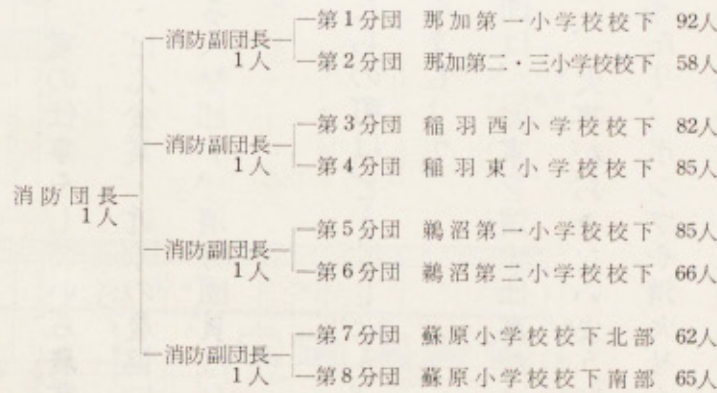 消防団長
1人
消防副団長
1人
第1分団 那加第一小学校校下 92人
第2分団 那加第二・三小学校校下 58人
消防副団長
1人
第3分団 稲羽西小学校校下 82人
第4分団 稲羽東小学校校下 85人
消防副団長
1人
第5分団 鵜沼第一小学校校下 85人
第6分団 鵜沼第二小学校校下 66人
消防副団長
1人
第7分団 蘇原小学校校下北部 62人
第8分団 蘇原小学校校下南部 65人